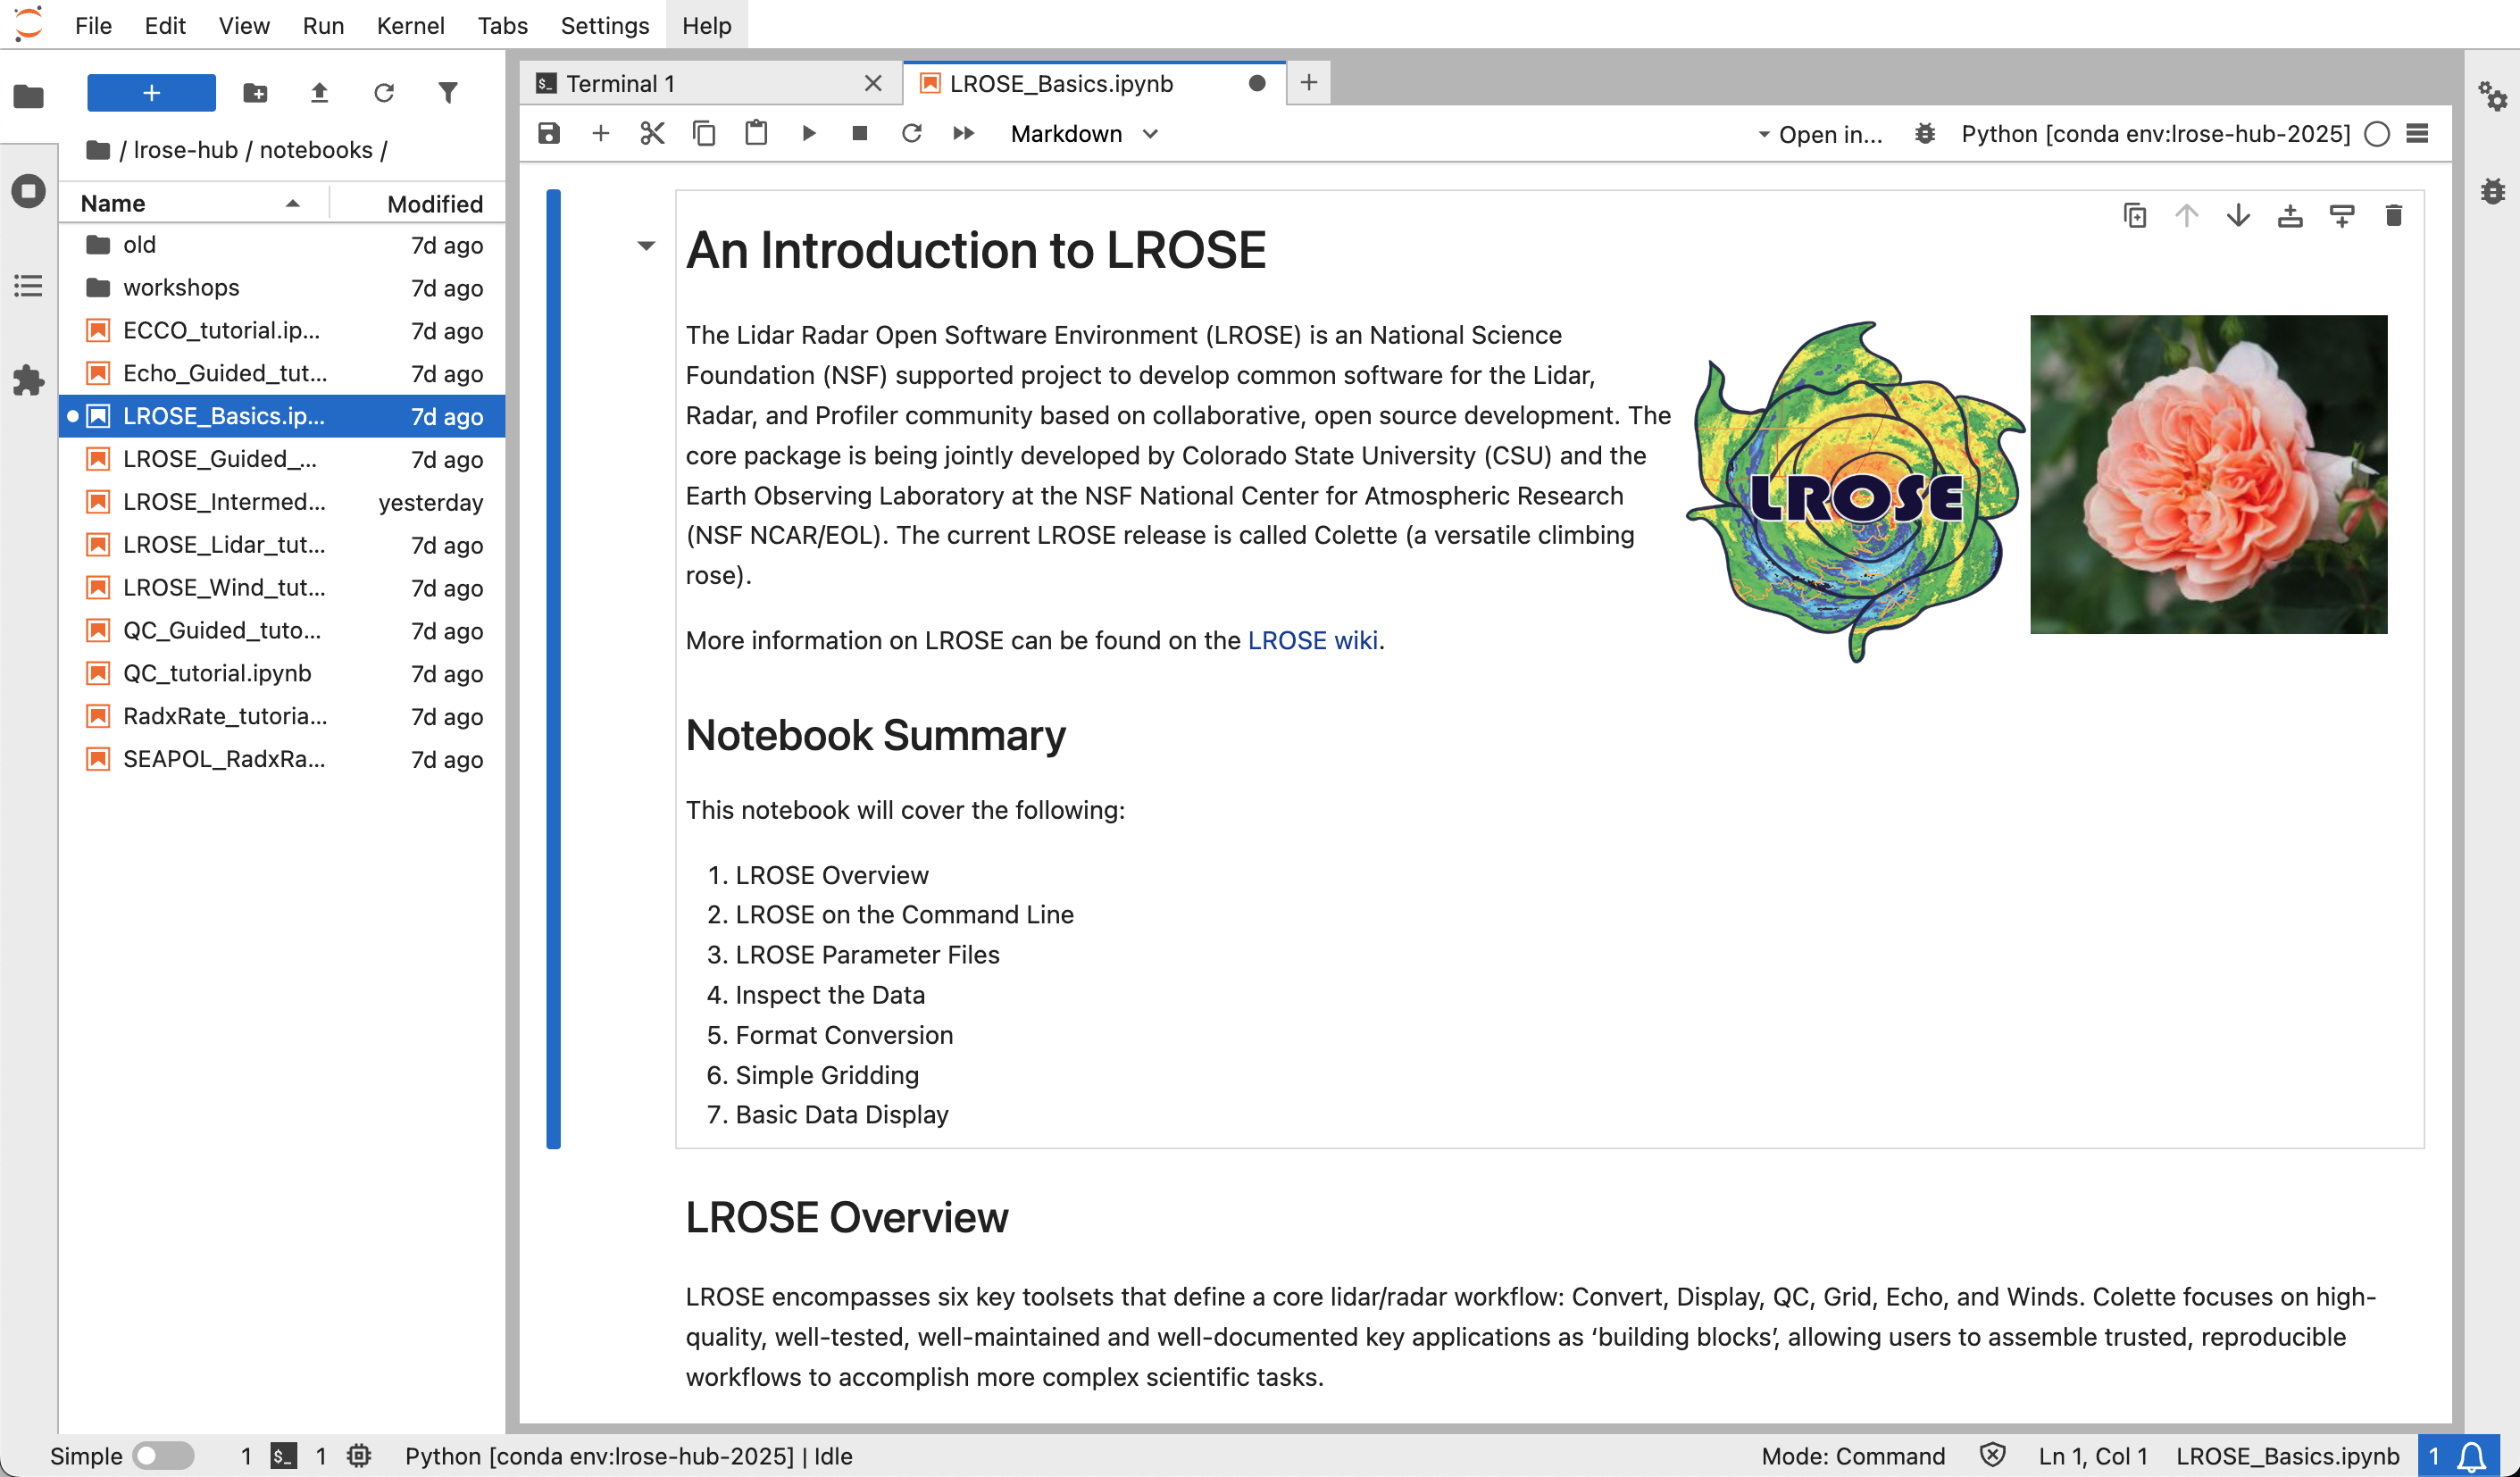 File Edit View Run Kernel Tabs Settings Help
Terminal 1
LROSE_Basics.ipynb
/ lrose-hub / notebooks /
Name Modified
old 7d ago
workshops 7d ago
ECCO_tutorial.ip... 7d ago
Echo_Guided_tut... 7d ago
LROSE_Basics.ip... 7d ago
LROSE_Guided_... 7d ago
LROSE_Intermed... yesterday
LROSE_Lidar_tut... 7d ago
LROSE_Wind_tut... 7d ago
QC_Guided_tuto... 7d ago
QC_tutorial.ipynb 7d ago
RadxRate_tutoria... 7d ago
SEAPOL_RadxRa... 7d ago
Markdown
Open in...
Python [conda env:lrose-hub-2025]
An Introduction to LROSE
The Lidar Radar Open Software Environment (LROSE) is an National Science
Foundation (NSF) supported project to develop common software for the Lidar,
Radar, and Profiler community based on collaborative, open source development. The
core package is being jointly developed by Colorado State University (CSU) and the
Earth Observing Laboratory at the NSF National Center for Atmospheric Research
(NSF NCAR/EOL). The current LROSE release is called Colette (a versatile climbing
rose).
LROSE
More information on LROSE can be found on the LROSE wiki.
Notebook Summary
This notebook will cover the following:
1. LROSE Overview
2. LROSE on the Command Line
3. LROSE Parameter Files
4. Inspect the Data
5. Format Conversion
6. Simple Gridding
7. Basic Data Display
LROSE Overview
LROSE encompasses six key toolsets that define a core lidar/radar workflow: Convert, Display, QC, Grid, Echo, and Winds. Colette focuses on high-
quality, well-tested, well-maintained and well-documented key applications as ‘building blocks’, allowing users to assemble trusted, reproducible
workflows to accomplish more complex scientific tasks.
Simple 1 $_ 1 Python [conda env:lrose-hub-2025] | Idle
Mode: Command Ln 1, Col 1 LROSE_Basics.ipynb 1